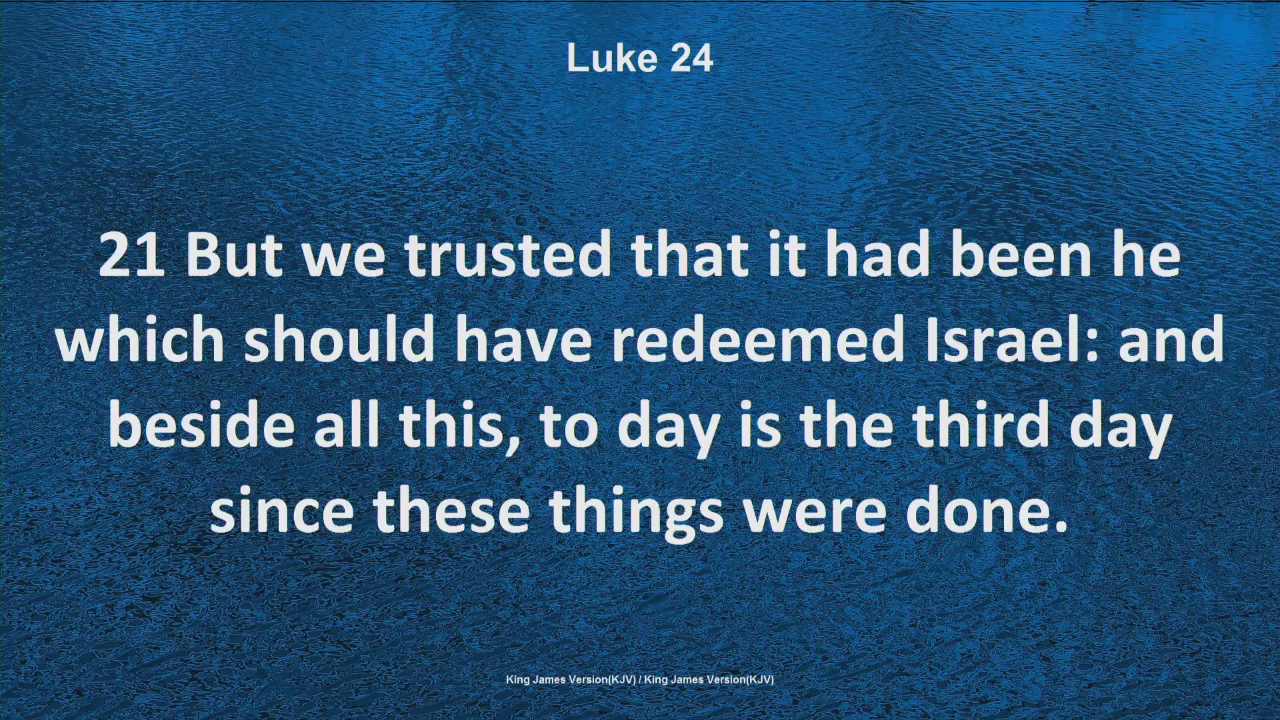 Luke 24
21 But we trusted that it had been he
which should have redeemed Israel: and
beside all this, to day is the third day
since these things were done.
King James Version(KJV) / King James Version(KJV)